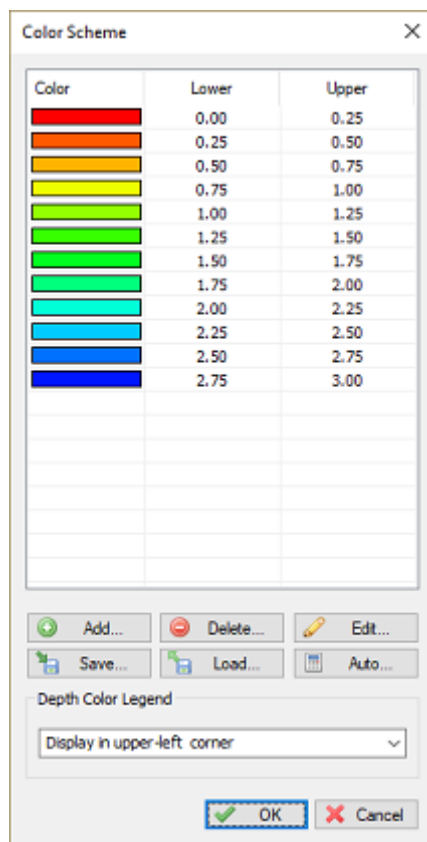 Color Scheme
Color Lower Upper
0.00 0.25
0.25 0.50
0.50 0.75
0.75 1.00
1.00 1.25
1.25 1.50
1.50 1.75
1.75 2.00
2.00 2.25
2.25 2.50
2.50 2.75
2.75 3.00
Add... Delete... Edit...
Save... Load... Auto...
Depth Color Legend
Display in upper-left corner
OK Cancel